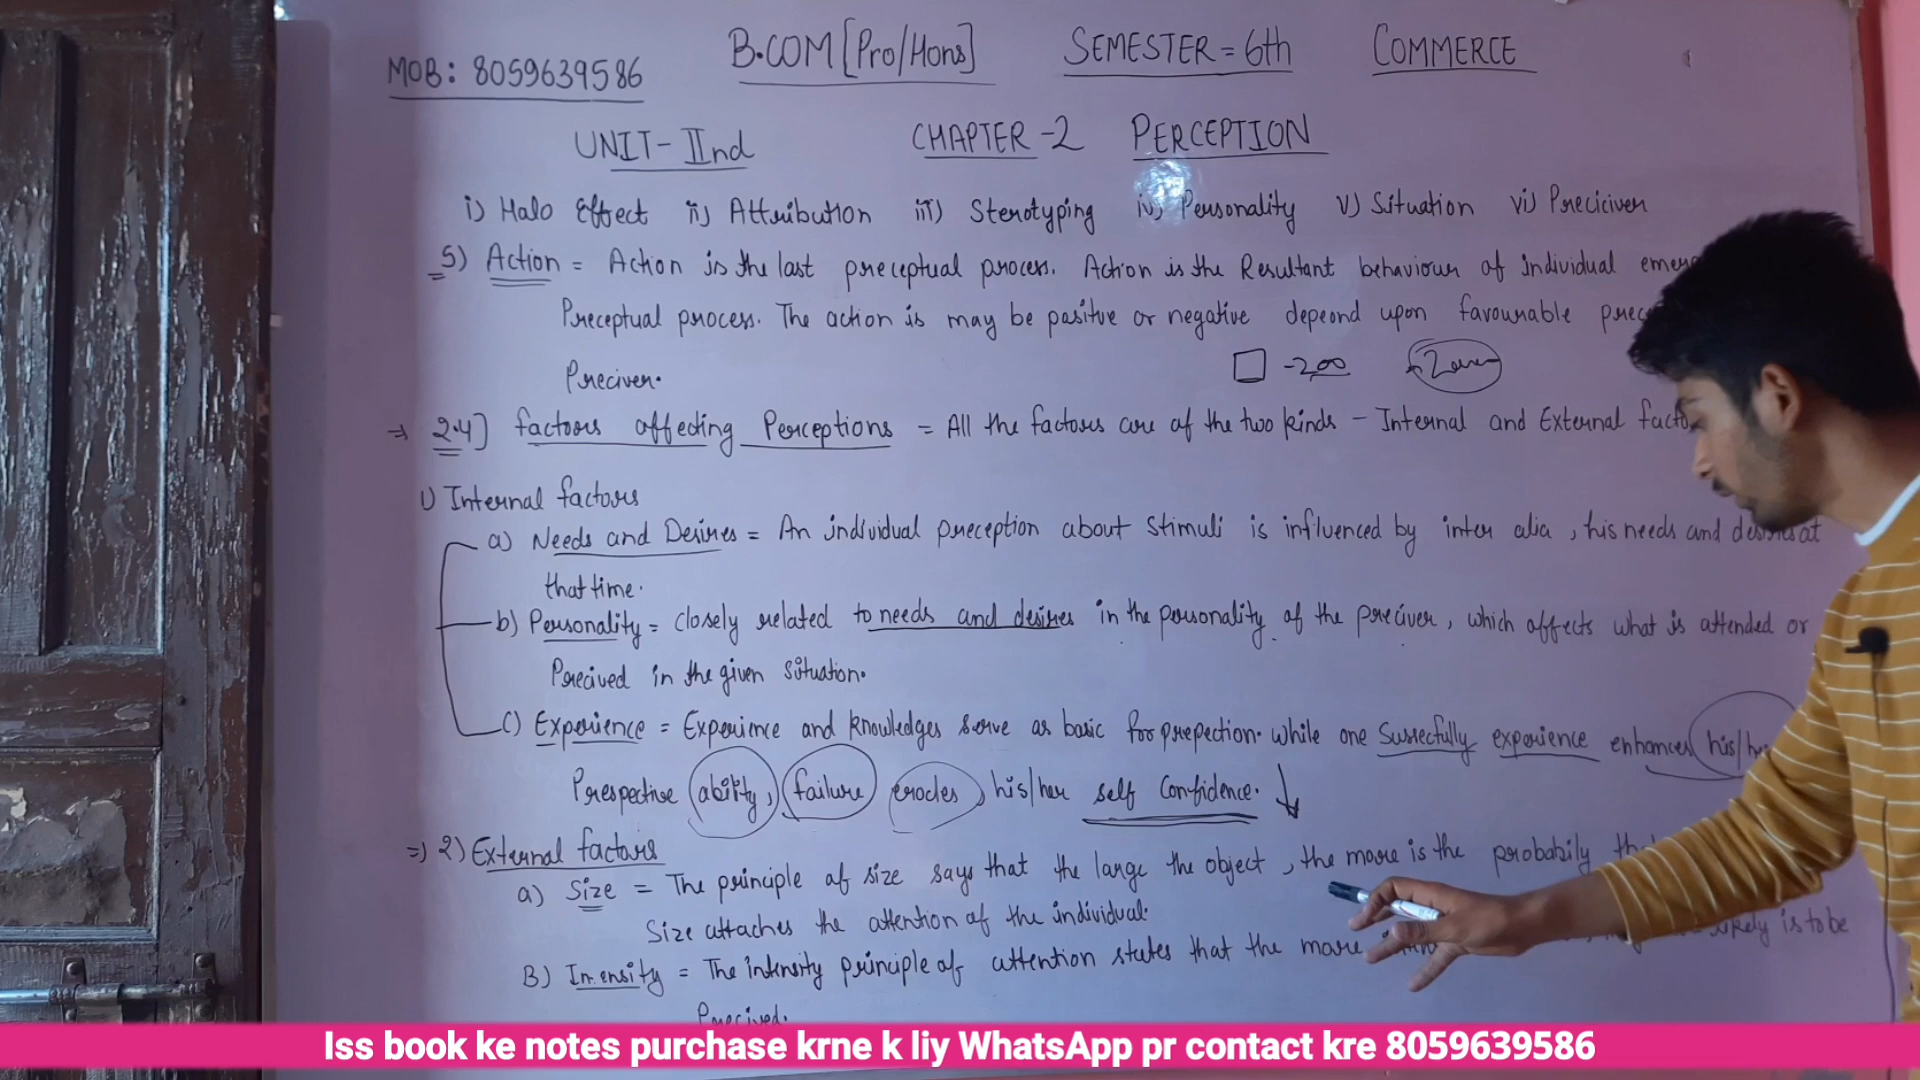 MOB: 8059639586
B.COM [Pro/Hons] SEMESTER = 6th COMMERCE
UNIT-IInd CHAPTER-2 PERCEPTION
i) Halo Effect ii) Attribution iii) Sterotyping iv) Personality v) Situation vi) Preciciver
5) Action = Action is the last preceptual process. Action is the Resultant behaviour of individual
Preceptual process. The action is may be positve or negative depeond upon favourable
Preciver.
-200
⇒ 2.4] factors affecting Perceptions = All the factors are of the two kinds - Internal and External
1) Internal factors
a) Needs and Desires = An individual preception about stimuli is influenced by inter alia, his needs and desires at
that time.
b) Personality = closely related to needs and desires in the personality of the preciver, which affects what is attended or
Precived in the given situation.
c) Experience = Experience and knowledges serve as basic for prepection. while one Sussecfully experience enhances his/
Prespective ability, failure erodes, his/her self Confidence. ↓
⇒ 2) External factors
a) Size = The principle of size says that the large the object, the more is the probabily
Size attaches the attention of the individual.
B) Intensity = The intensity principle of attention states that the more likely is to be
Precived.
Iss book ke notes purchase krne k liy WhatsApp pr contact kre 8059639586